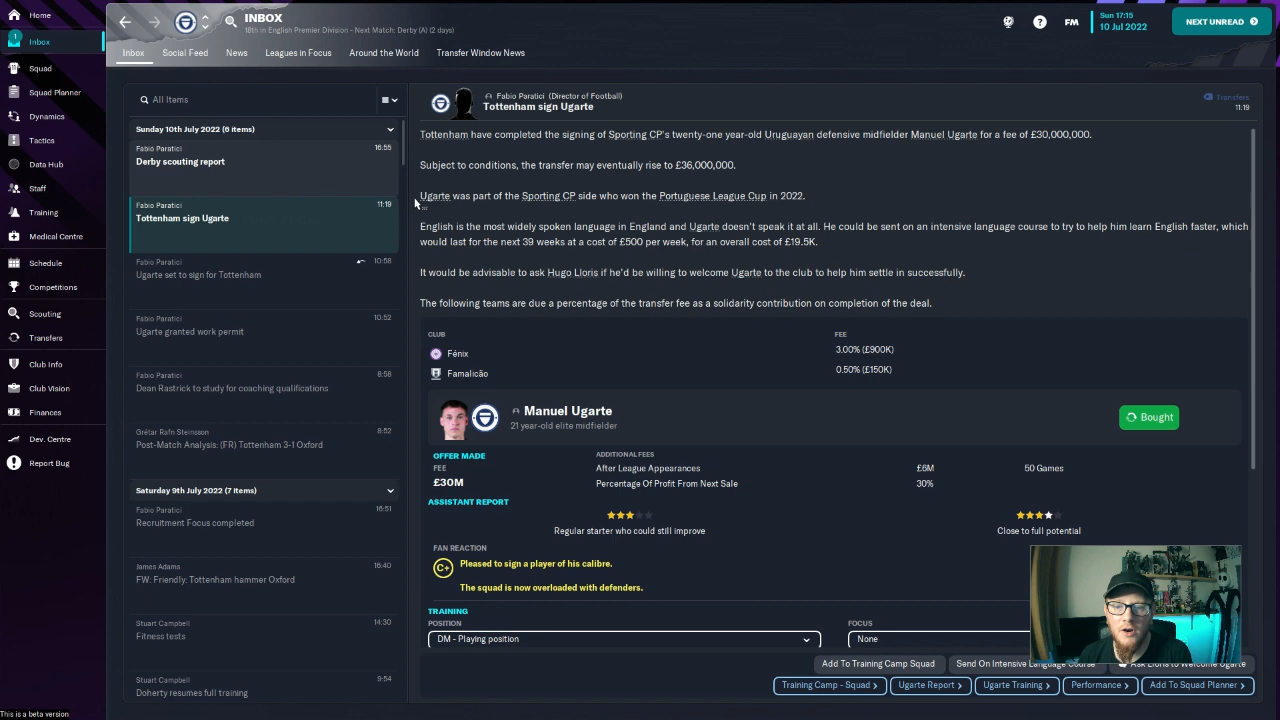 Home
Inbox
1
Squad
Squad Planner
Dynamics
Tactics
Data Hub
Staff
Training
Medical Centre
Schedule
Competitions
Scouting
Transfers
Club Info
Club Vision
Finances
Dev. Centre
Report Bug
This is a beta version
INBOX
18th in English Premier Division - Next Match: Derby (A) (2 days)
FM
Sun 17:15
10 Jul 2022
NEXT UNREAD
Inbox
Social Feed
News
Leagues in Focus
Around the World
Transfer Window News
All Items
Sunday 10th July 2022 (6 items)
Fabio Paratici 16:55
Derby scouting report
Fabio Paratici 11:19
Tottenham sign Ugarte
Fabio Paratici 10:58
Ugarte set to sign for Tottenham
Fabio Paratici 10:52
Ugarte granted work permit
Fabio Paratici 8:58
Dean Rastrick to study for coaching qualifications
Grétar Rafn Steinsson 8:52
Post-Match Analysis: (FR) Tottenham 3-1 Oxford
Saturday 9th July 2022 (7 items)
Fabio Paratici 16:51
Recruitment Focus completed
James Adams 16:40
FW: Friendly: Tottenham hammer Oxford
Stuart Campbell 14:30
Fitness tests
Stuart Campbell 9:54
Doherty resumes full training
Fabio Paratici (Director of Football)
Tottenham sign Ugarte
Transfers
11:19
Tottenham have completed the signing of Sporting CP's twenty-one year-old Uruguayan defensive midfielder Manuel Ugarte for a fee of £30,000,000.
Subject to conditions, the transfer may eventually rise to £36,000,000.
Ugarte was part of the Sporting CP side who won the Portuguese League Cup in 2022.
English is the most widely spoken language in England and Ugarte doesn't speak it at all. He could be sent on an intensive language course to try to help him learn English faster, which
would last for the next 39 weeks at a cost of £500 per week, for an overall cost of £19.5K.
It would be advisable to ask Hugo Lloris if he'd be willing to welcome Ugarte to the club to help him settle in successfully.
The following teams are due a percentage of the transfer fee as a solidarity contribution on completion of the deal.
CLUB FEE
Fénix 3.00% (£900K)
Famalicão 0.50% (£150K)
Manuel Ugarte
21 year-old elite midfielder
Bought
OFFER MADE
FEE
£30M
ADDITIONAL FEES
After League Appearances £6M 50 Games
Percentage Of Profit From Next Sale 30%
ASSISTANT REPORT
Regular starter who could still improve
Close to full potential
FAN REACTION
C+
Pleased to sign a player of his calibre.
The squad is now overloaded with defenders.
TRAINING
POSITION
DM - Playing position
FOCUS
None
Add To Training Camp Squad
Send On Intensive Language Course
Ask Lloris to Welcome Ugarte
Training Camp - Squad
Ugarte Report
Ugarte Training
Performance
Add To Squad Planner